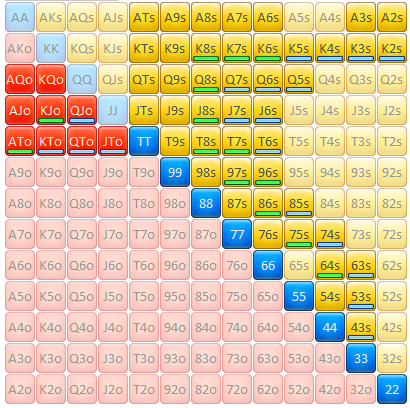 AA AKs AQs AJs ATs A9s A8s A7s A6s A5s A4s A3s A2s
AKo KK KQs KJs KTs K9s K8s K7s K6s K5s K4s K3s K2s
AQo KQo QQ QJs QTs Q9s Q8s Q7s Q6s Q5s Q4s Q3s Q2s
AJo KJo QJo JJ JTs J9s J8s J7s J6s J5s J4s J3s J2s
ATo KTo QTo JTo TT T9s T8s T7s T6s T5s T4s T3s T2s
A9o K9o Q9o J9o T9o 99 98s 97s 96s 95s 94s 93s 92s
A8o K8o Q8o J8o T8o 98o 88 87s 86s 85s 84s 83s 82s
A7o K7o Q7o J7o T7o 97o 87o 77 76s 75s 74s 73s 72s
A6o K6o Q6o J6o T6o 96o 86o 76o 66 65s 64s 63s 62s
A5o K5o Q5o J5o T5o 95o 85o 75o 65o 55 54s 53s 52s
A4o K4o Q4o J4o T4o 94o 84o 74o 64o 54o 44 43s 42s
A3o K3o Q3o J3o T3o 93o 83o 73o 63o 53o 43o 33 32s
A2o K2o Q2o J2o T2o 92o 82o 72o 62o 52o 42o 32o 22